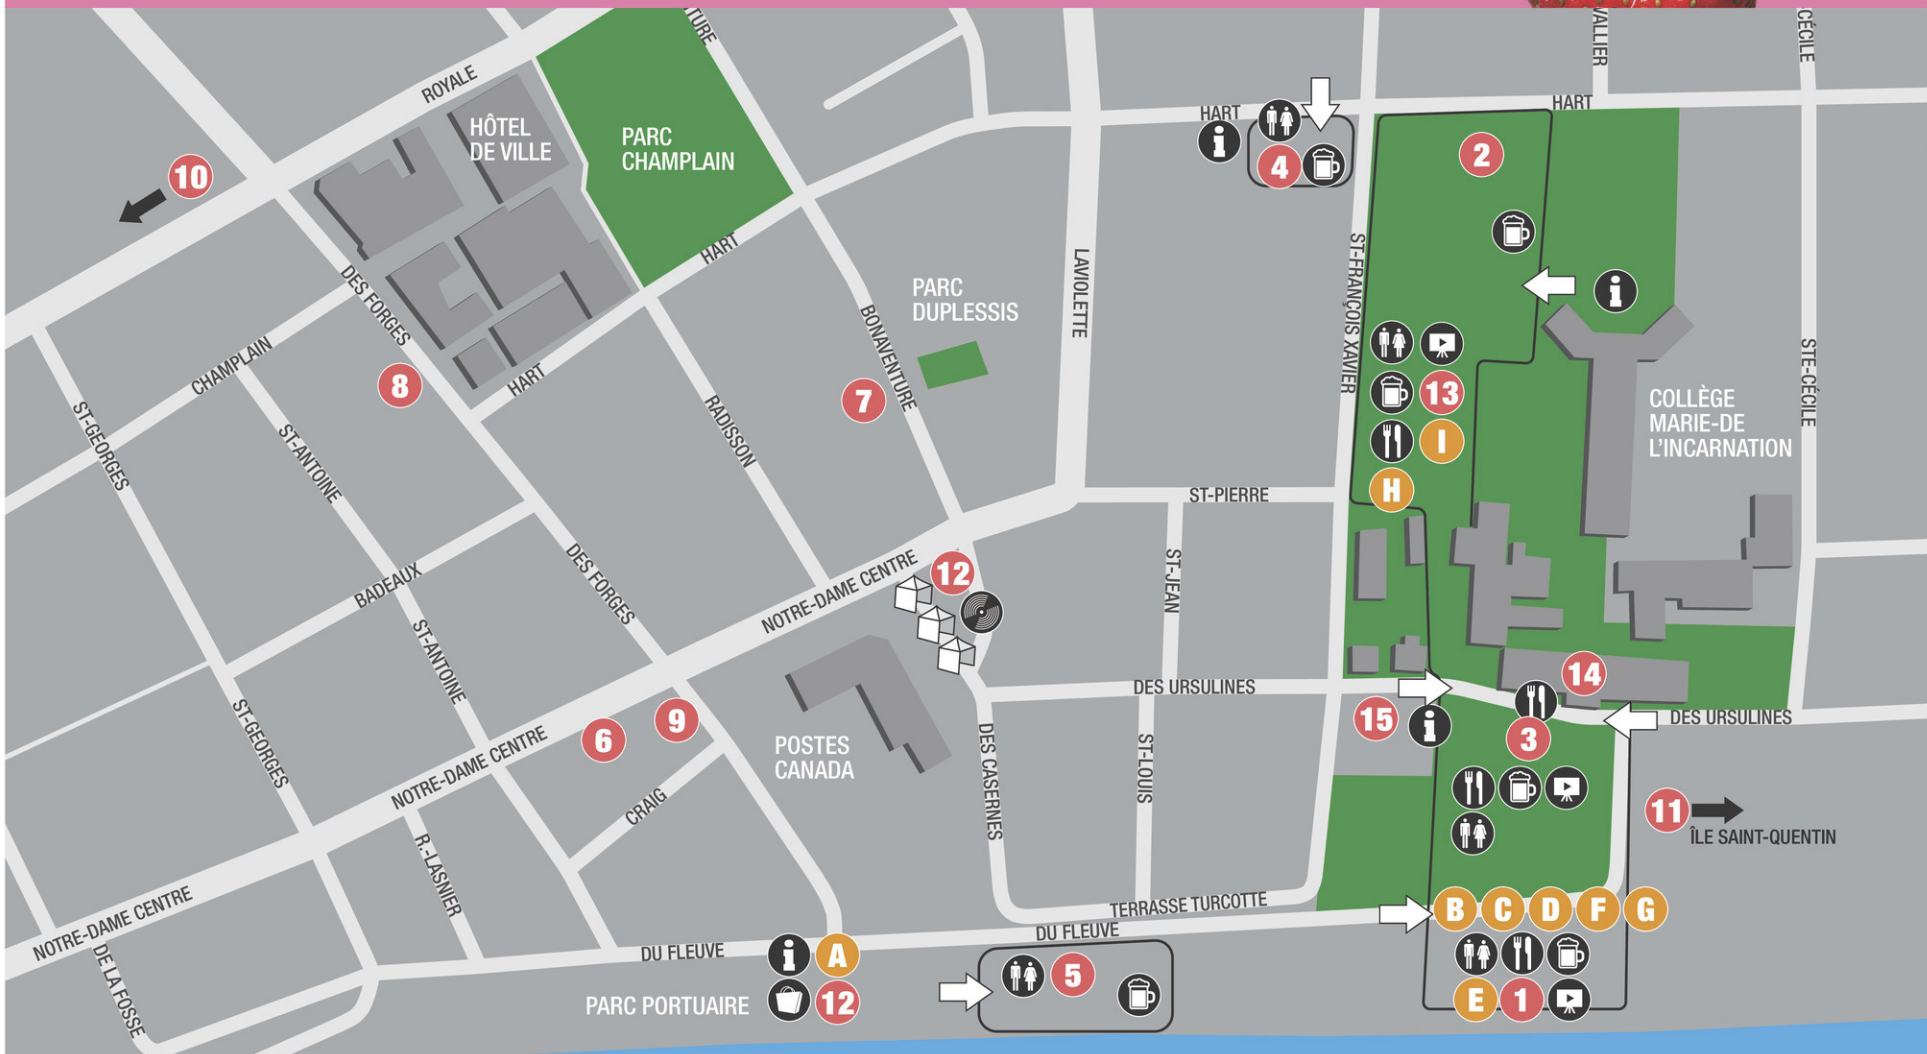 TURE
VALLIER
-CÉCILE
ROYALE
HÔTEL
DE VILLE
PARC
CHAMPLAIN
HART
HART
i
4
2
10
HART
DES FORGES
LAVIOLETTE
ST-FRANÇOIS XAVIER
i
PARC
DUPLESSIS
BONAVENTURE
CHAMPLAIN
8
HART
7
RADISSON
13
I
H
STE-CÉCILE
COLLÈGE
MARIE-DE
L'INCARNATION
ST-GEORGES
ST-ANTOINE
ST-PIERRE
DES FORGES
BADEAUX
NOTRE-DAME CENTRE
12
ST-JEAN
ST-ANTOINE
DES URSULINES
14
15
i
3
DES URSULINES
ST-GEORGES
6
9
POSTES
CANADA
DES CASERNES
ST-LOUIS
NOTRE-DAME CENTRE
CRAIG
11
ÎLE SAINT-QUENTIN
R.-LASNIER
TERRASSE TURCOTTE
B C D F G
NOTRE-DAME CENTRE
DE LA FOSSE
DU FLEUVE
i A
DU FLEUVE
PARC PORTUAIRE
12
5
E 1